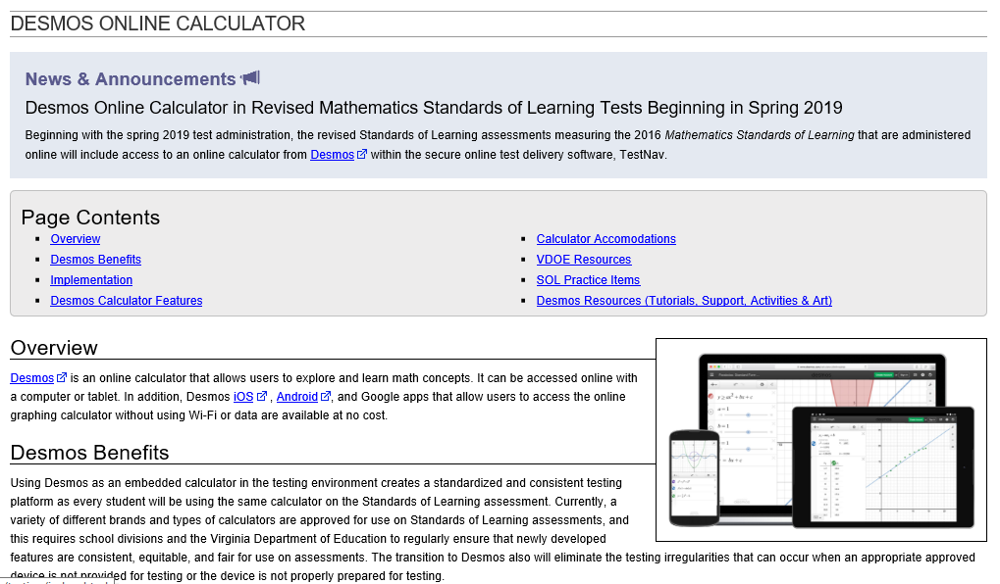 DESMOS ONLINE CALCULATOR
News & Announcements
Desmos Online Calculator in Revised Mathematics Standards of Learning Tests Beginning in Spring 2019
Beginning with the spring 2019 test administration, the revised Standards of Learning assessments measuring the 2016 Mathematics Standards of Learning that are administered
online will include access to an online calculator from Desmos within the secure online test delivery software, TestNav.
Page Contents
Overview
Desmos Benefits
Implementation
Desmos Calculator Features
Calculator Accomodations
VDOE Resources
SOL Practice Items
Desmos Resources (Tutorials, Support, Activities & Art)
Overview
Desmos is an online calculator that allows users to explore and learn math concepts. It can be accessed online with
a computer or tablet. In addition, Desmos iOS , Android , and Google apps that allow users to access the online
graphing calculator without using Wi-Fi or data are available at no cost.
Desmos Benefits
Using Desmos as an embedded calculator in the testing environment creates a standardized and consistent testing
platform as every student will be using the same calculator on the Standards of Learning assessment. Currently, a
variety of different brands and types of calculators are approved for use on Standards of Learning assessments, and
this requires school divisions and the Virginia Department of Education to regularly ensure that newly developed
features are consistent, equitable, and fair for use on assessments. The transition to Desmos also will eliminate the testing irregularities that can occur when an appropriate approved
device is not provided for testing or the device is not properly prepared for testing.
y ≥ ax² + bx + c
a = 1
b = 1